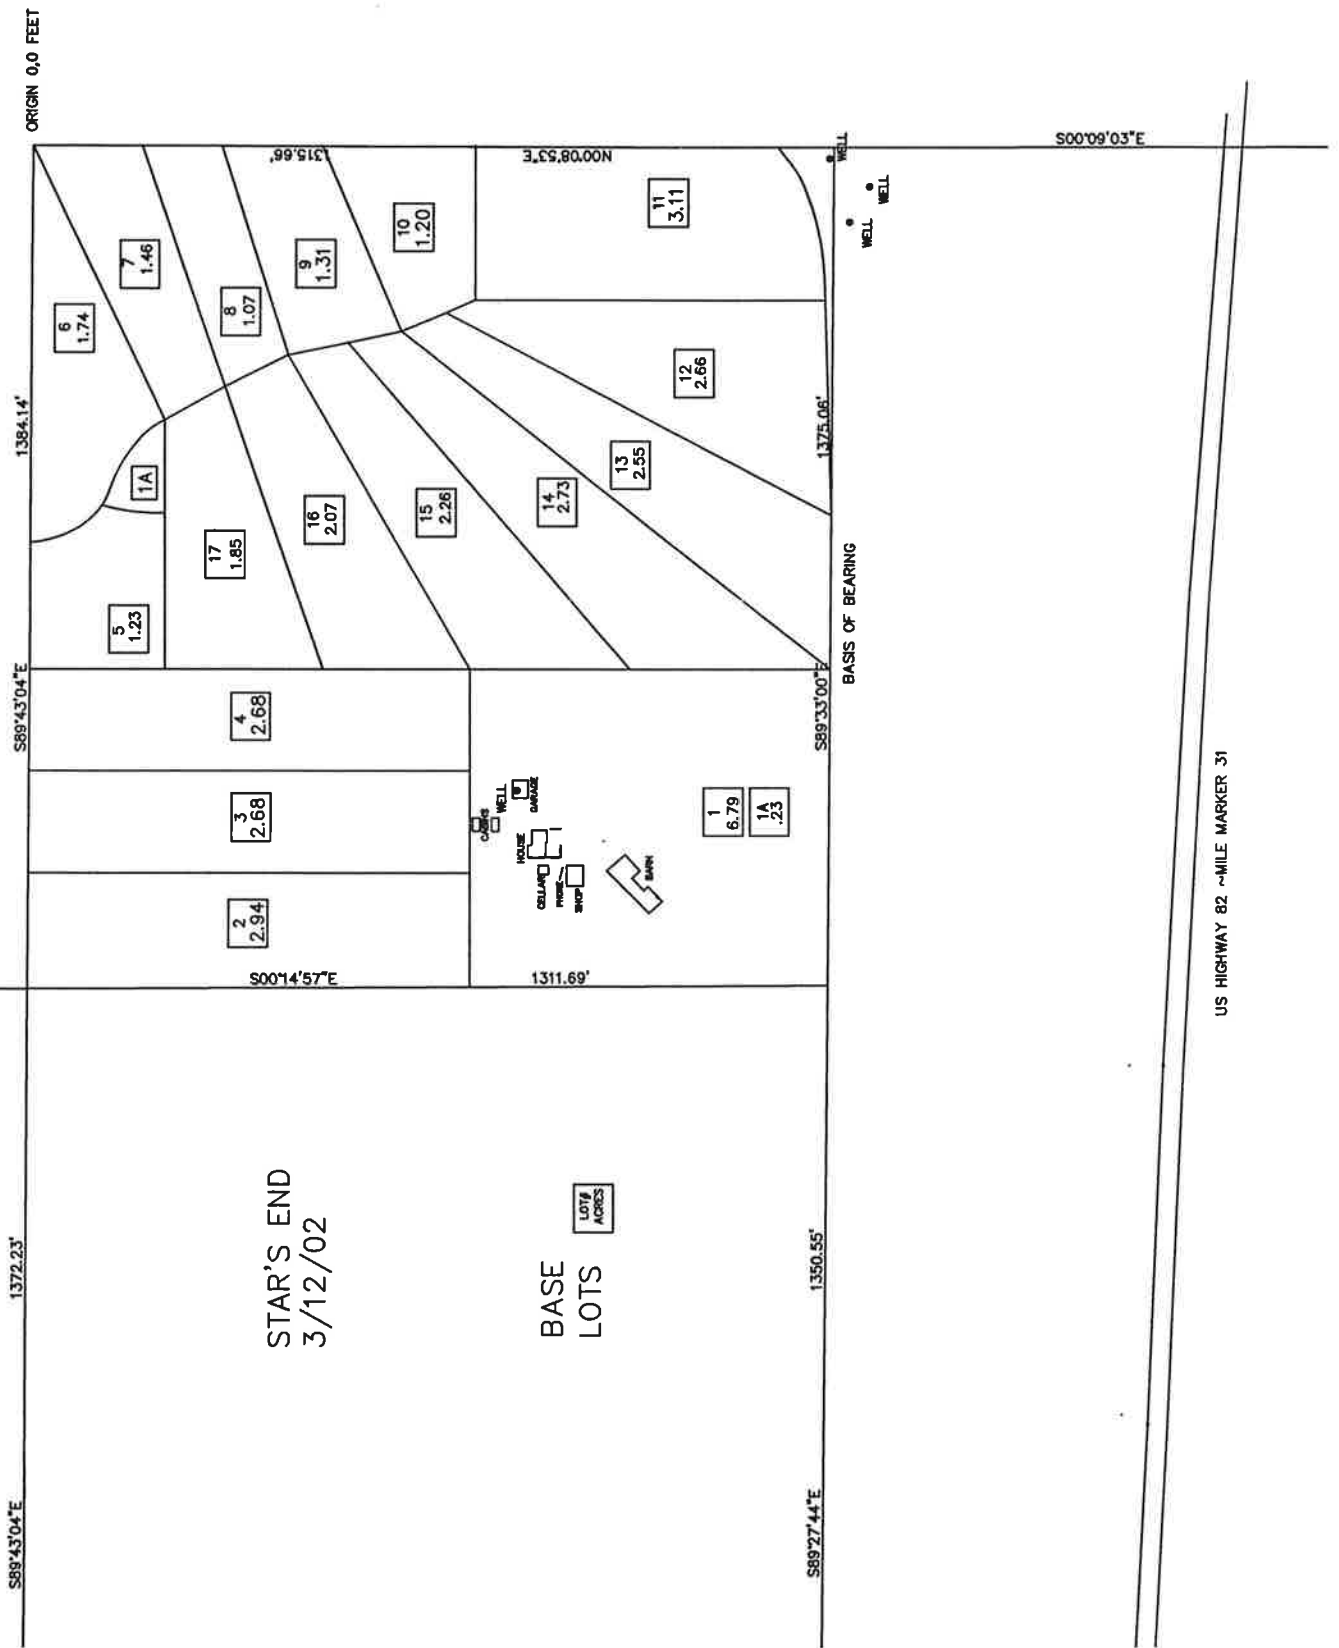 ORIGIN 0,0 FEET
S89°43'04"E
1372.23'
S89°43'04"E
1384.14'
STAR'S END
3/12/02
BASE
LOTS
LOT#
ACRES
2
2.94
3
2.68
4
2.68
5
1.23
6
1.74
1A
7
1.46
17
1.85
8
1.07
16
2.07
9
1.31
15
2.26
10
1.20
14
2.73
13
2.55
12
2.66
11
3.11
1315.66'
N00°08'53"E
S00°14'57"E
1311.69'
CABINS
WELL
GARAGE
HOUSE
CELLAR
PHONE
SHOP
BARN
1
6.79
1A
.23
S89°27'44"E
1350.55'
S89°33'00"E
1375.06'
BASIS OF BEARING
WELL
WELL
WELL
S00°09'03"E
US HIGHWAY 82 ~MILE MARKER 31